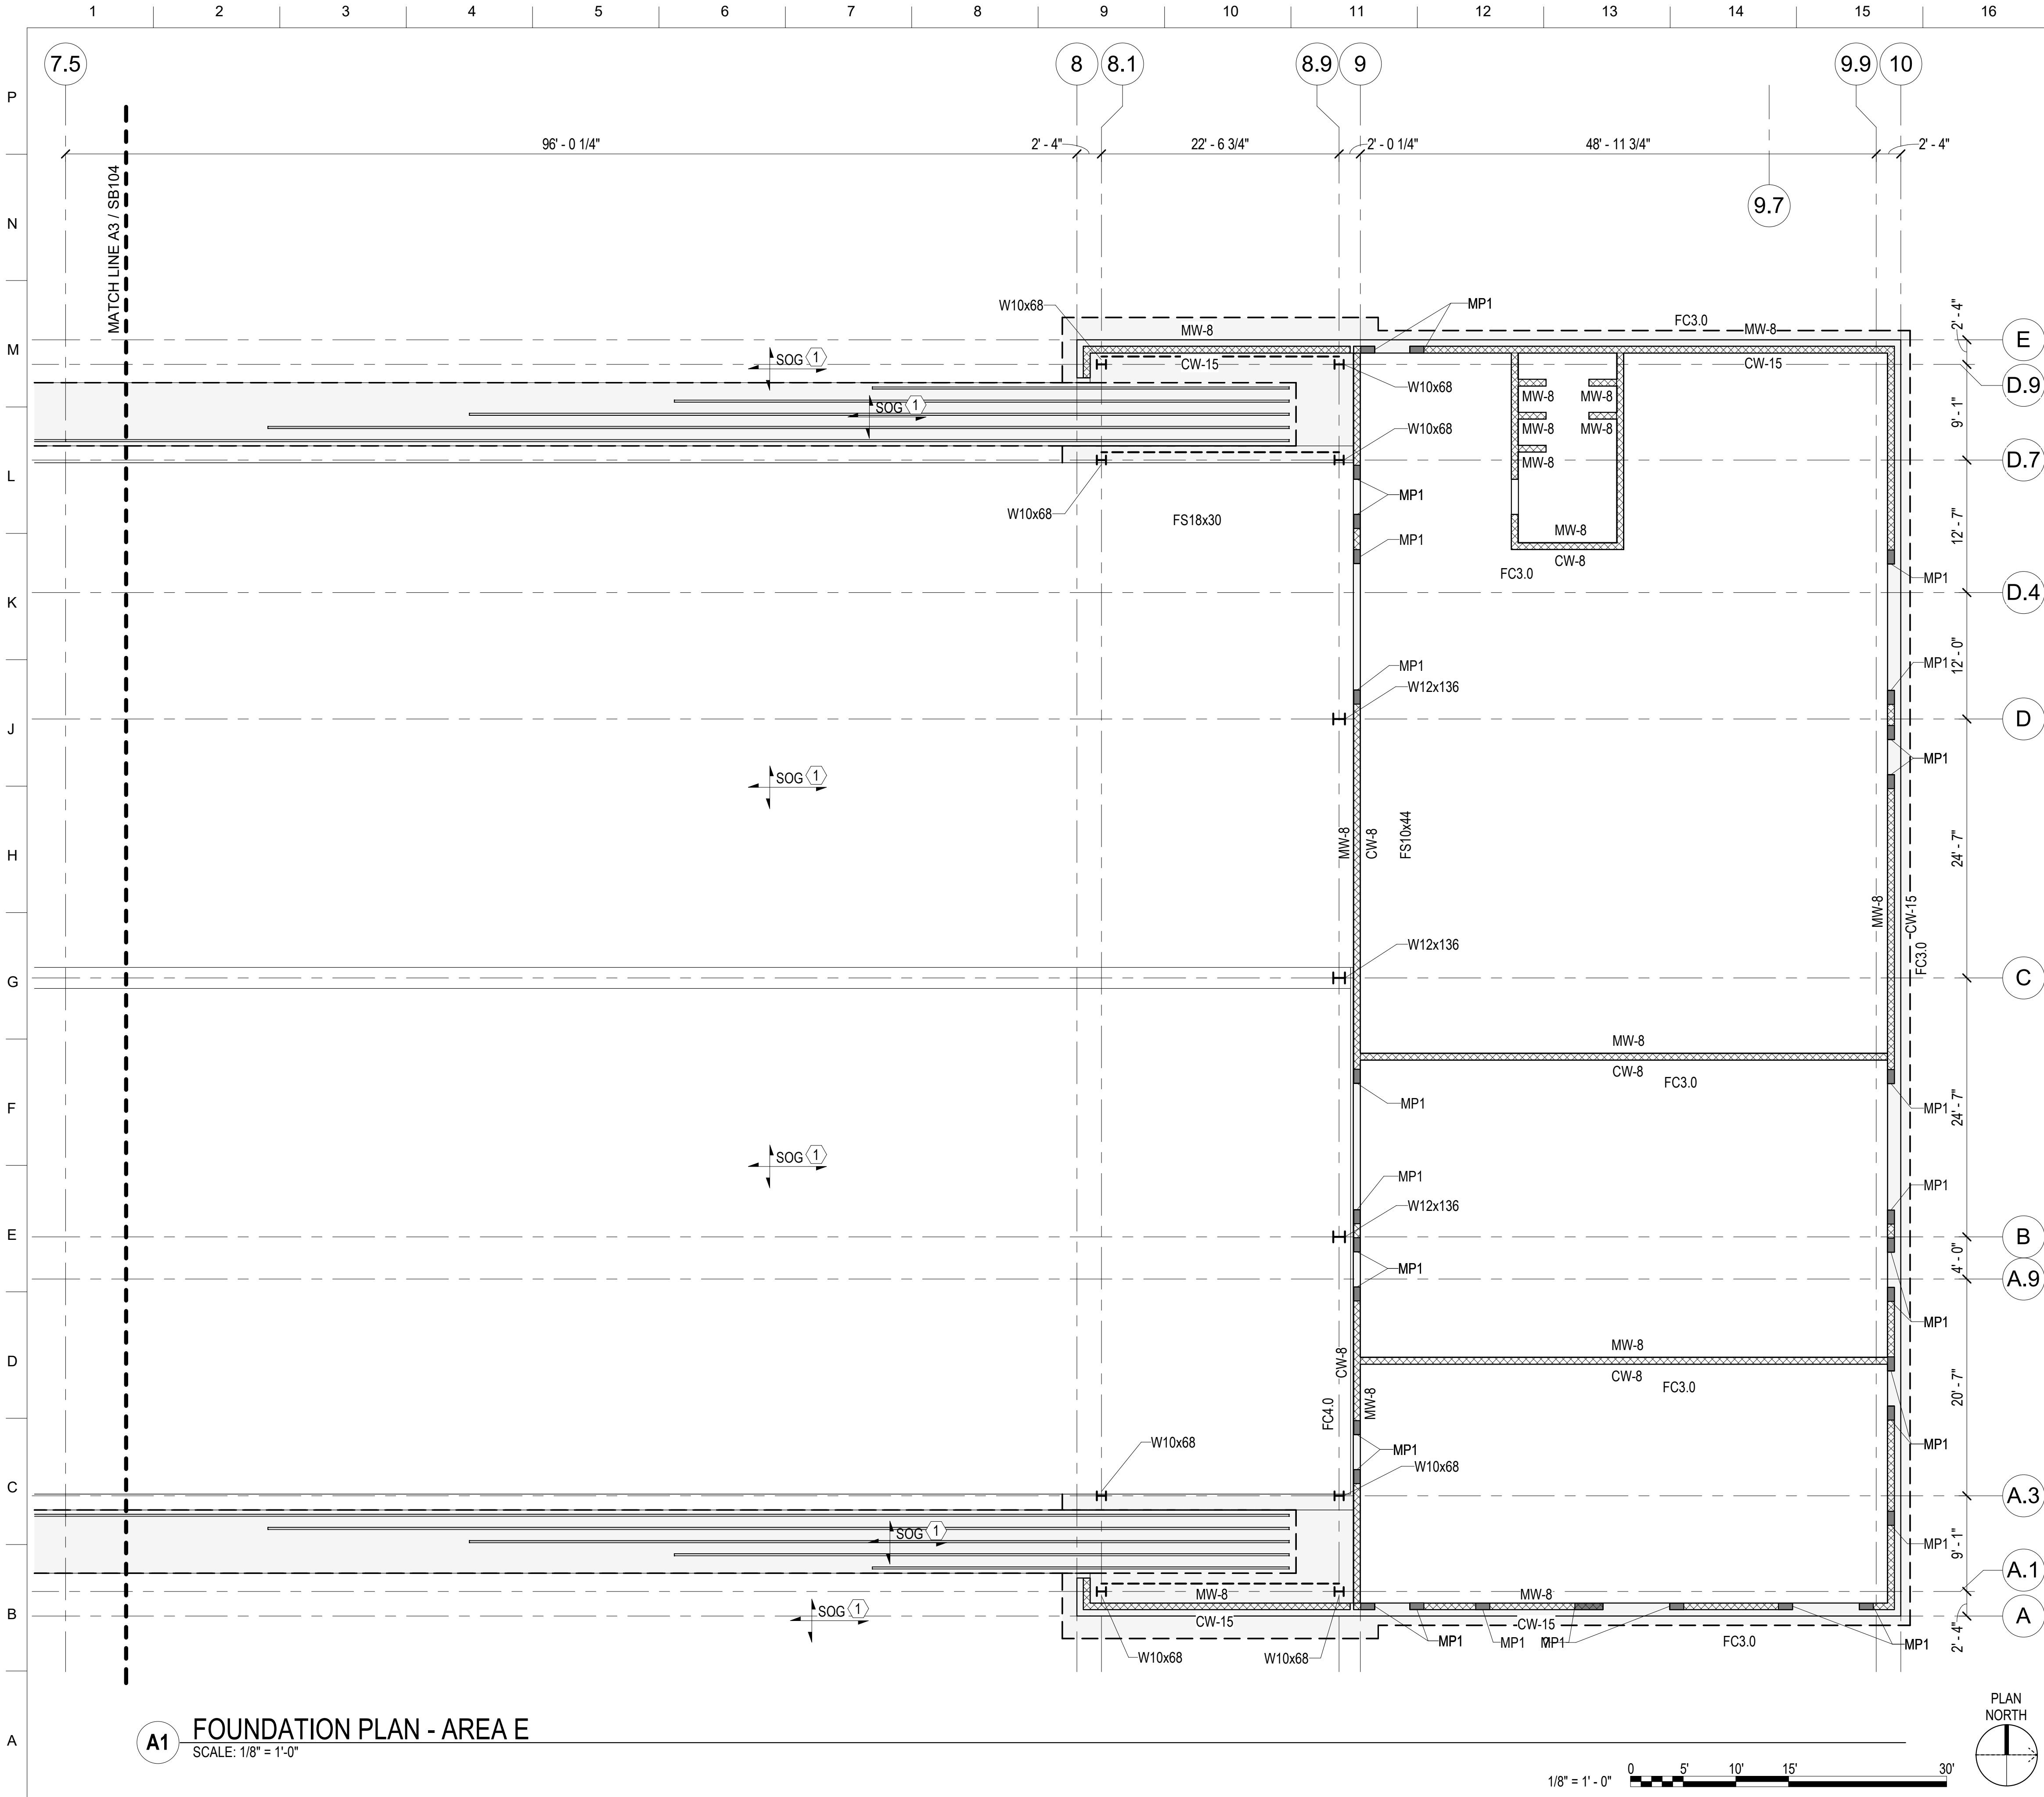 1 2 3 4 5 6 7 8 9 10 11 12 13 14 15 16
7.5 8 8.1 8.9 9 9.9 10
P
96' - 0 1/4" 2' - 4" 22' - 6 3/4" 2' - 0 1/4" 48' - 11 3/4" 2' - 4"
MATCH LINE A3 / SB104
9.7
N
W10x68 MP1
FC3.0
2' - 4"
MW-8 MW-8
E
M
SOG 1
CW-15 CW-15
W10x68
D.9
MW-8 MW-8
SOG 1
9' - 1"
W10x68
MW-8 MW-8
D.7
MW-8
L
MP1
W10x68
FS18x30
12' - 7"
MW-8
MP1
CW-8
FC3.0
MP1
D.4
K
12' - 0"
MP1
MP1
W12x136
D
J
MP1
SOG 1
MW-8
CW-8
FS10x44
24' - 7"
H
MW-8
CW-15
FC3.0
W12x136
C
G
MW-8
CW-8
FC3.0
MP1
MP1
24' - 7"
F
SOG 1
MP1
MP1
W12x136
B
E
4' - 0"
MP1
A.9
MP1
MW-8
CW-8
FC3.0
CW-8
MW-8
FC4.0
20' - 7"
D
W10x68
MP1
MP1
W10x68
C
A.3
SOG 1
MP1
9' - 1"
A.1
MW-8 MW-8
SOG 1
B
A
CW-15 CW-15
2' - 4"
MP1 MP1 MP1 FC3.0 MP1
W10x68 W10x68
PLAN
NORTH
A
A1 FOUNDATION PLAN - AREA E
SCALE: 1/8" = 1'-0"
0 5' 10' 15' 30'
1/8" = 1' - 0"